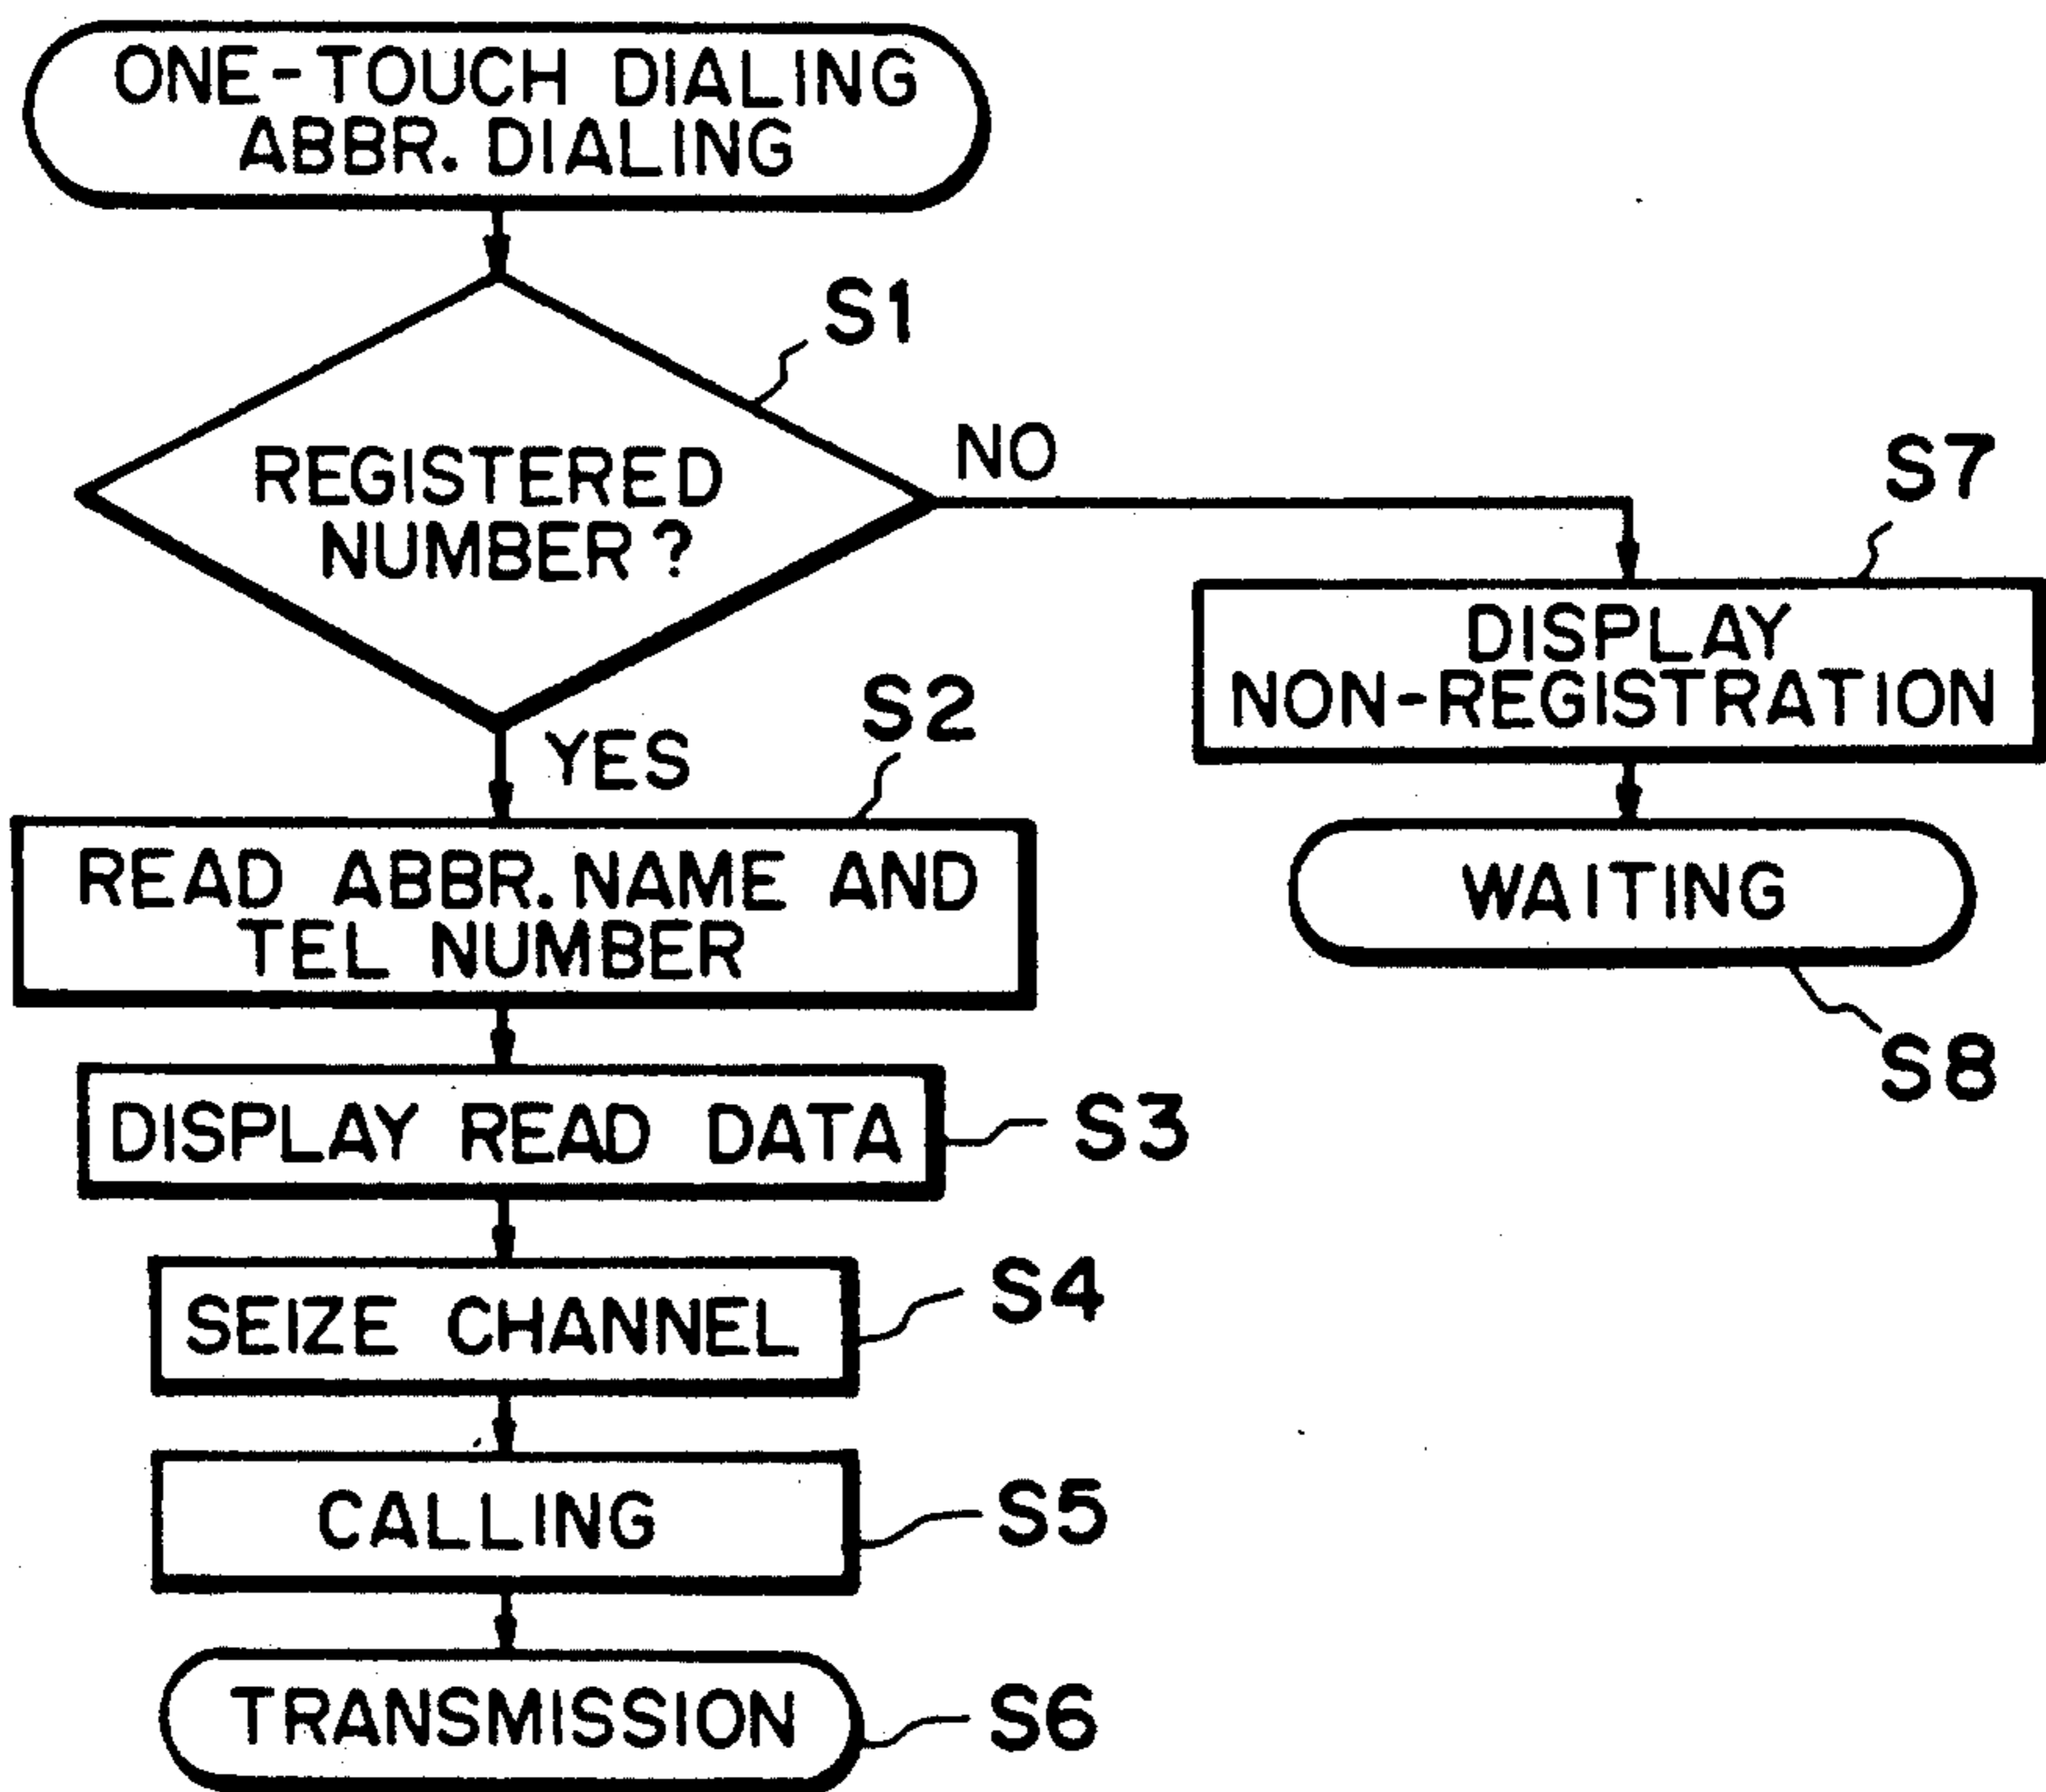 ONE-TOUCH DIALING
ABBR. DIALING
S1
REGISTERED
NUMBER?
NO
S7
DISPLAY
NON-REGISTRATION
YES
S2
READ ABBR. NAME AND
TEL NUMBER
WAITING
S8
DISPLAY READ DATA
S3
SEIZE CHANNEL
S4
CALLING
S5
TRANSMISSION
S6